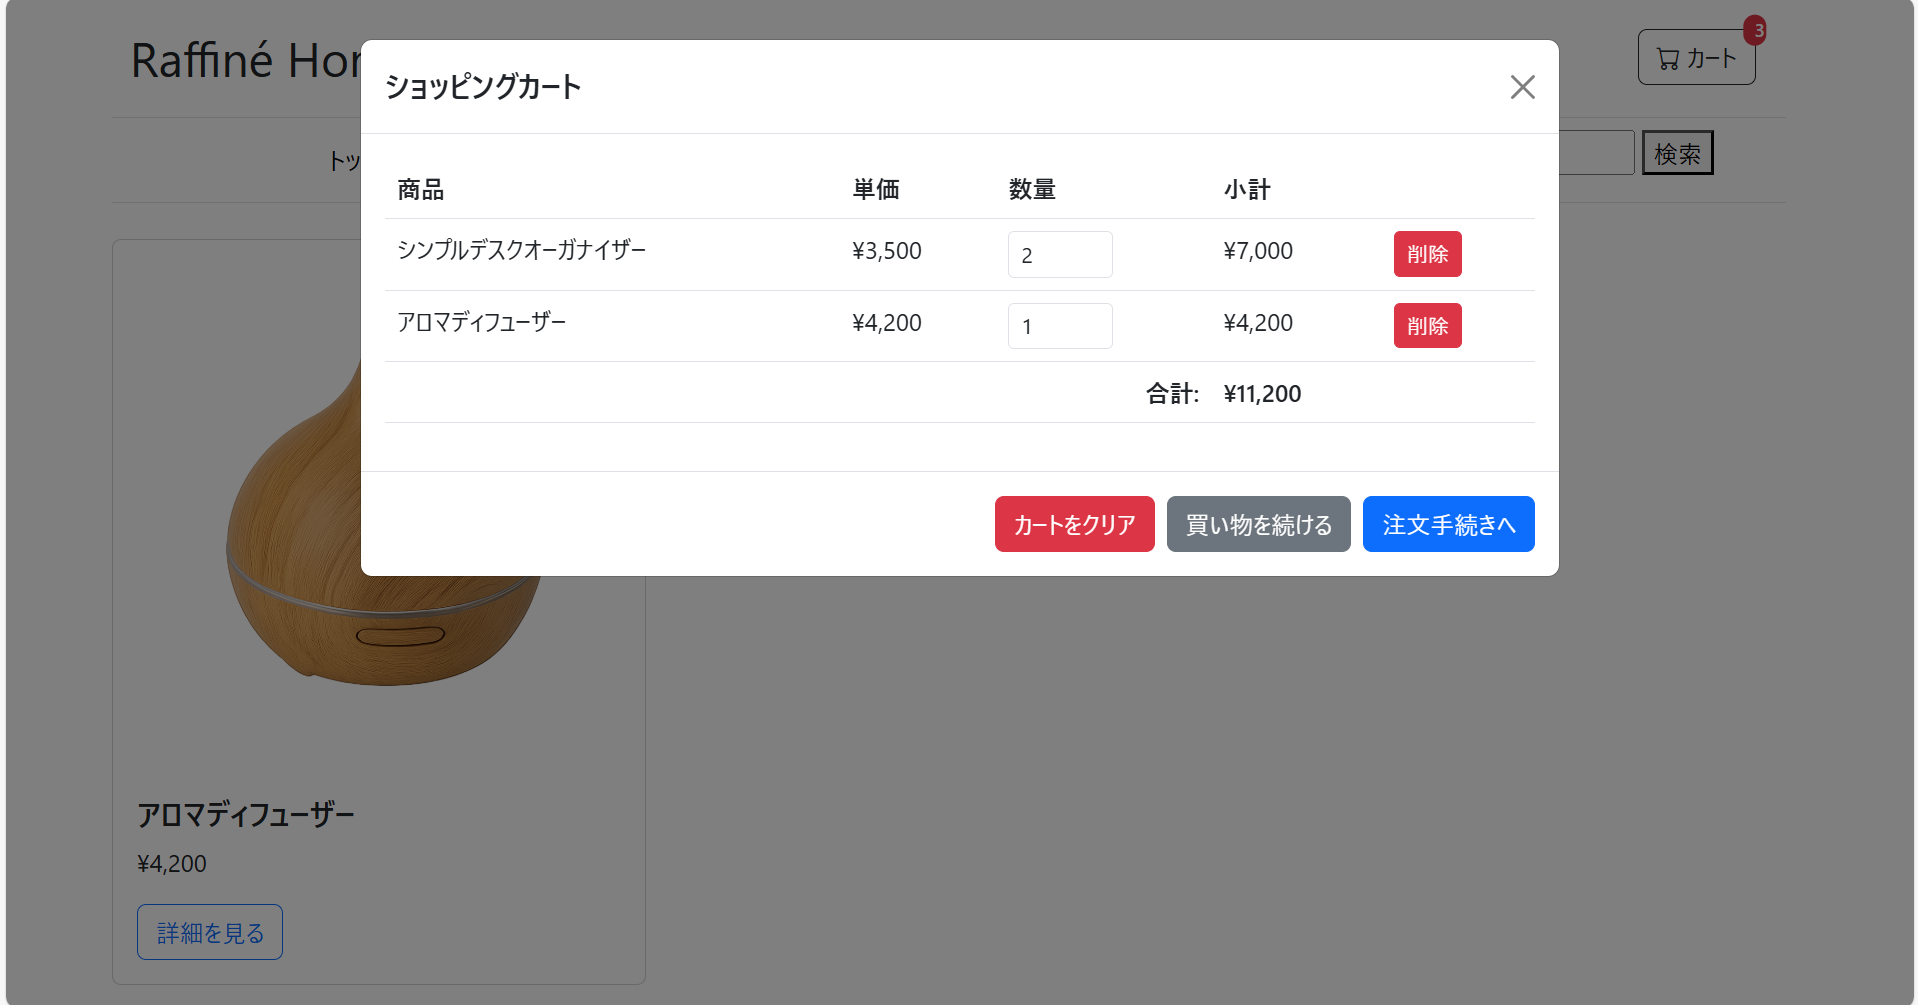 Raffiné Hor
カート
3
トッ
検索
ショッピングカート
商品 単価 数量 小計
シンプルデスクオーガナイザー ¥3,500 2 ¥7,000 削除
アロマディフューザー ¥4,200 1 ¥4,200 削除
合計: ¥11,200
カートをクリア 買い物を続ける 注文手続きへ
アロマディフューザー
¥4,200
詳細を見る